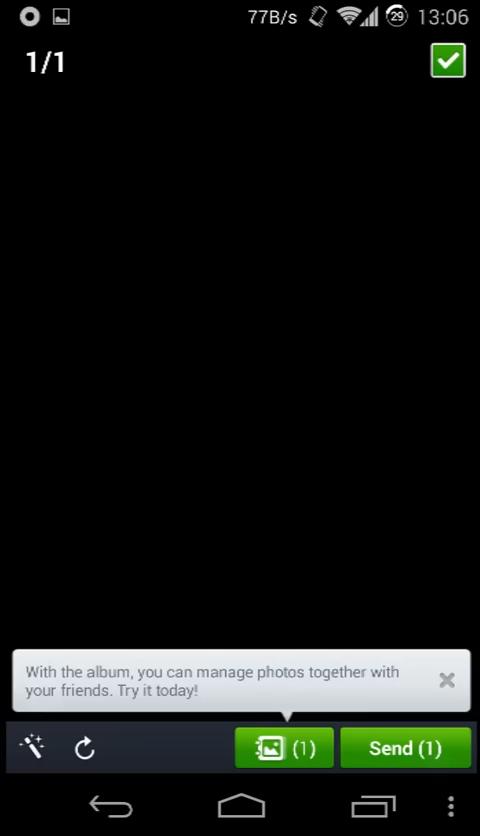 77B/s 29 13:06
1/1
With the album, you can manage photos together with
your friends. Try it today!
(1) Send (1)